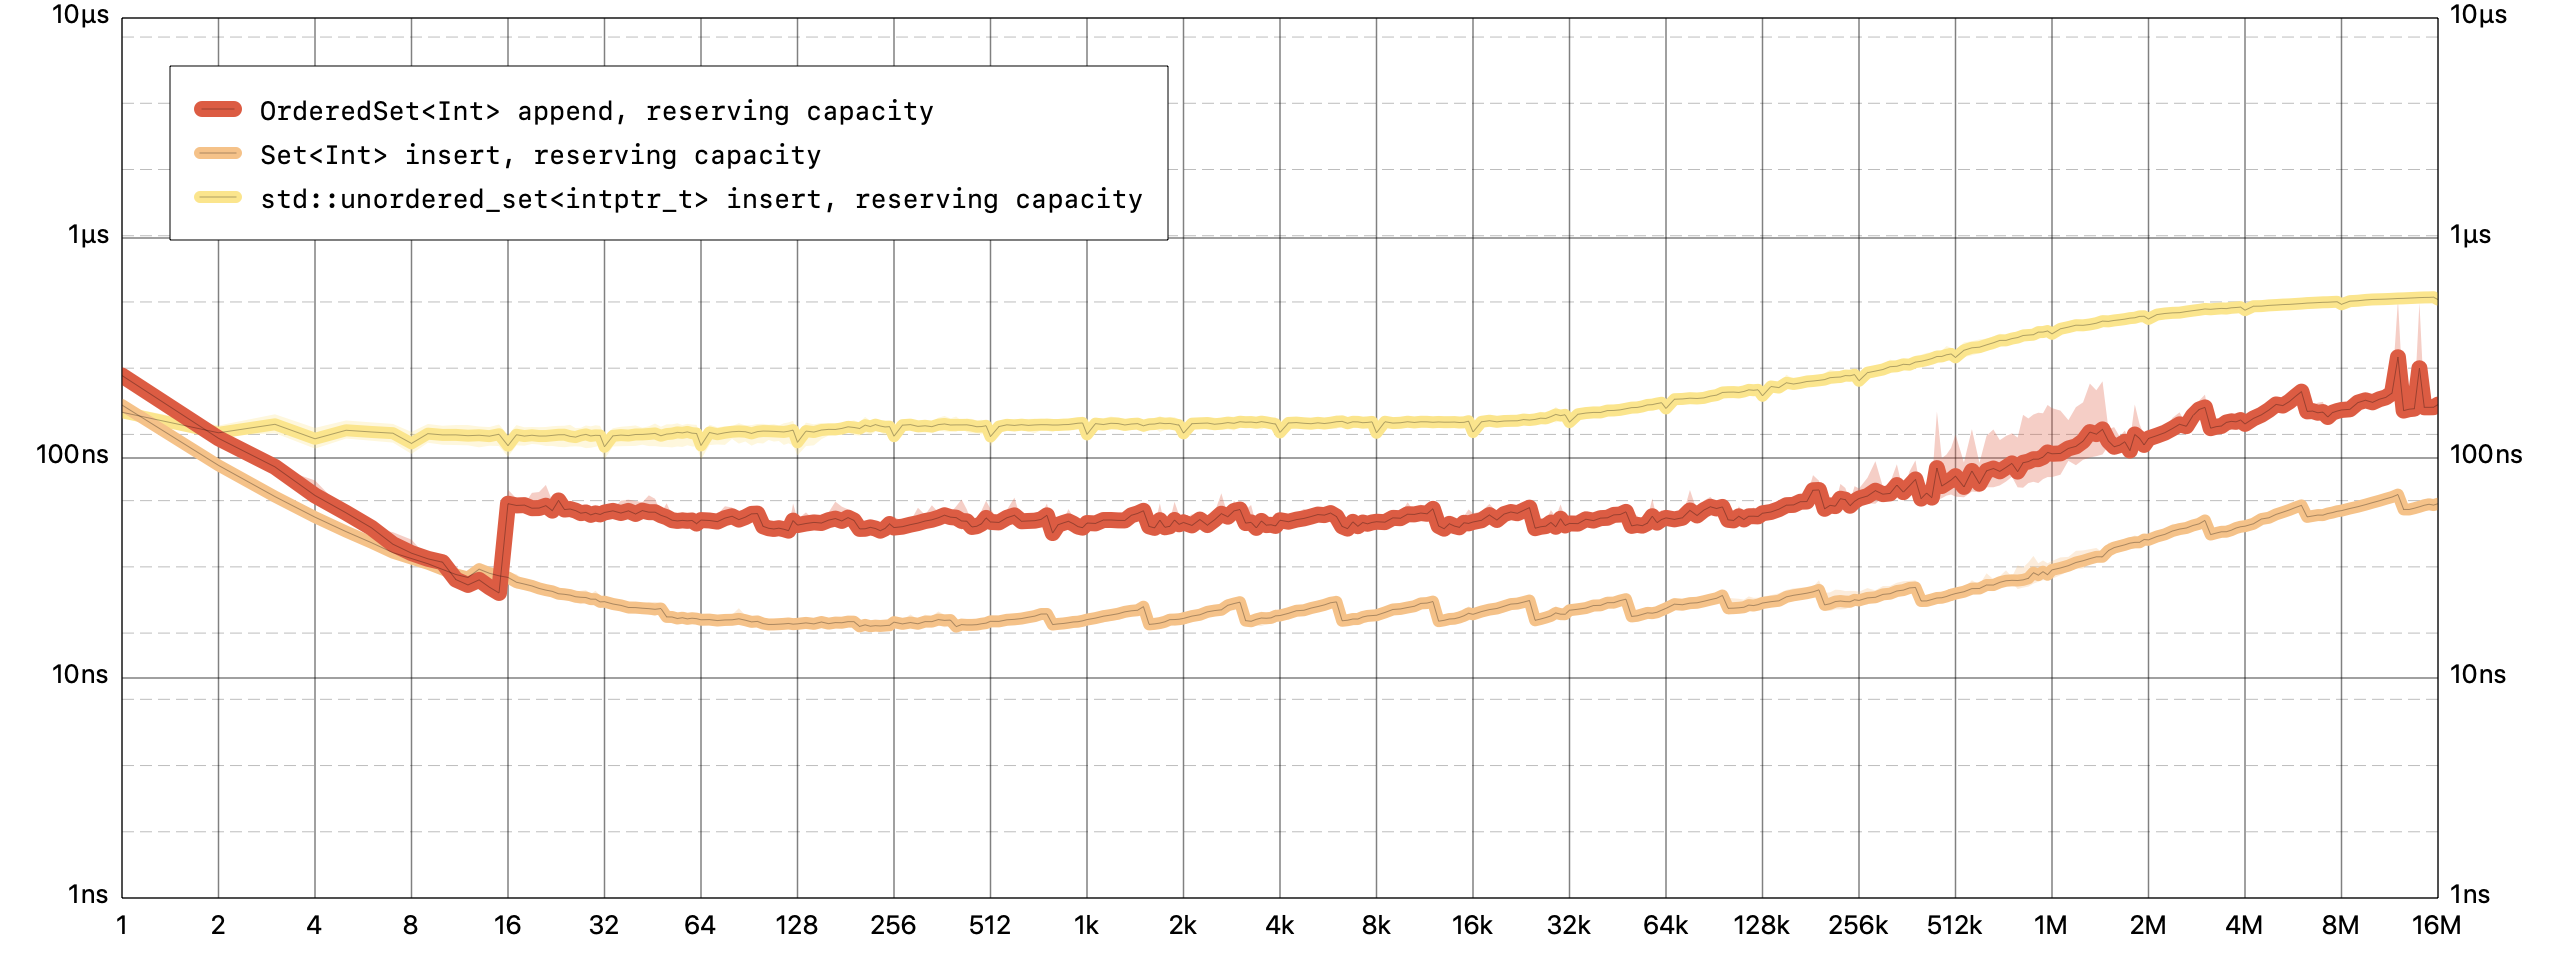 10µs 10µs
OrderedSet<Int> append, reserving capacity
Set<Int> insert, reserving capacity
std::unordered_set<intptr_t> insert, reserving capacity
1µs 1µs
100ns 100ns
10ns 10ns
1ns 1ns
1 2 4 8 16 32 64 128 256 512 1k 2k 4k 8k 16k 32k 64k 128k 256k 512k 1M 2M 4M 8M 16M